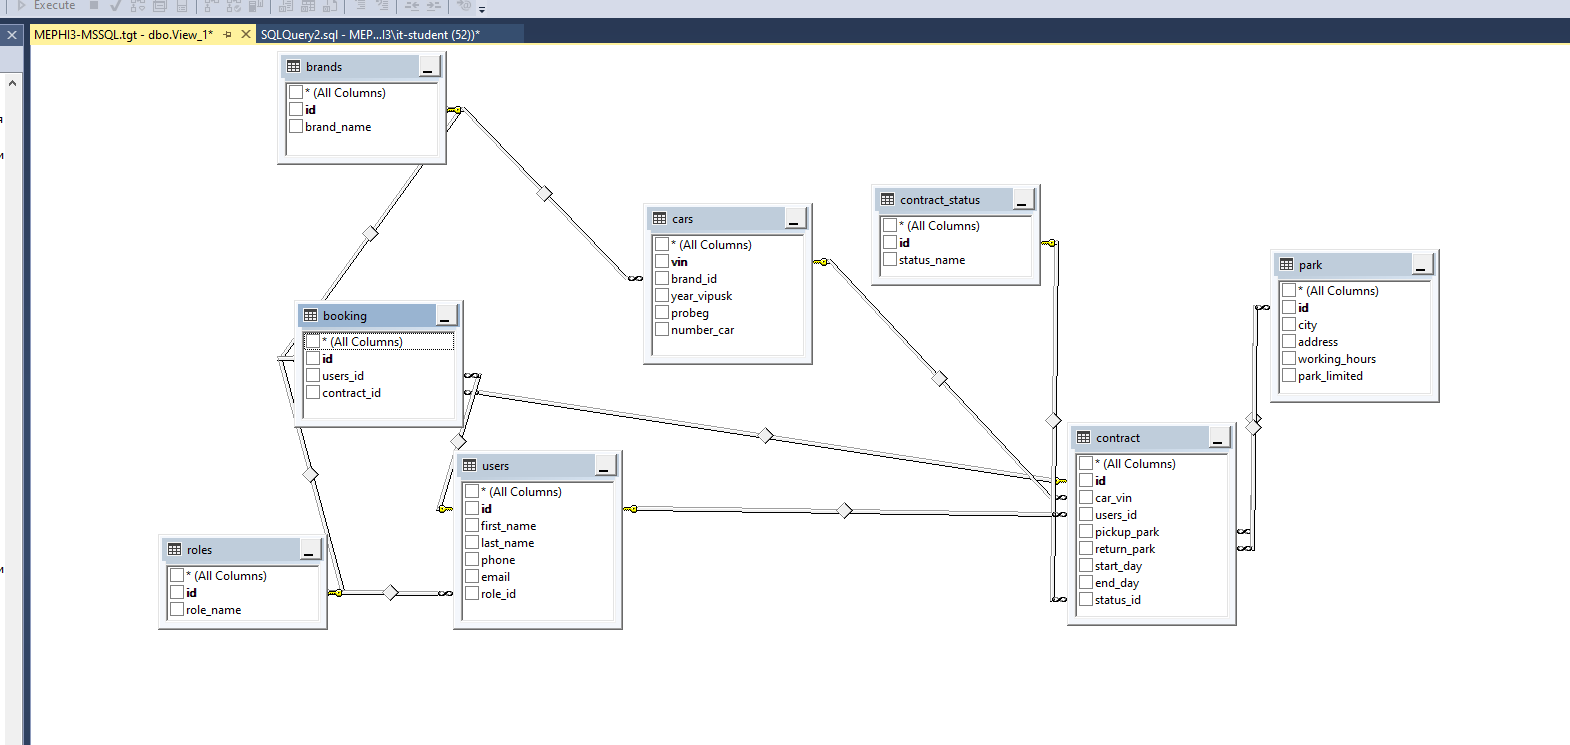 Execute
MEPHI3-MSSQL.tgt - dbo.View_1*
SQLQuery2.sql - MEP...I3\it-student (52))*
brands
* (All Columns)
id
brand_name
cars
* (All Columns)
vin
brand_id
year_vipusk
probeg
number_car
contract_status
* (All Columns)
id
status_name
park
* (All Columns)
id
city
address
working_hours
park_limited
booking
* (All Columns)
id
users_id
contract_id
users
* (All Columns)
id
first_name
last_name
phone
email
role_id
contract
* (All Columns)
id
car_vin
users_id
pickup_park
return_park
start_day
end_day
status_id
roles
* (All Columns)
id
role_name
я
и
и